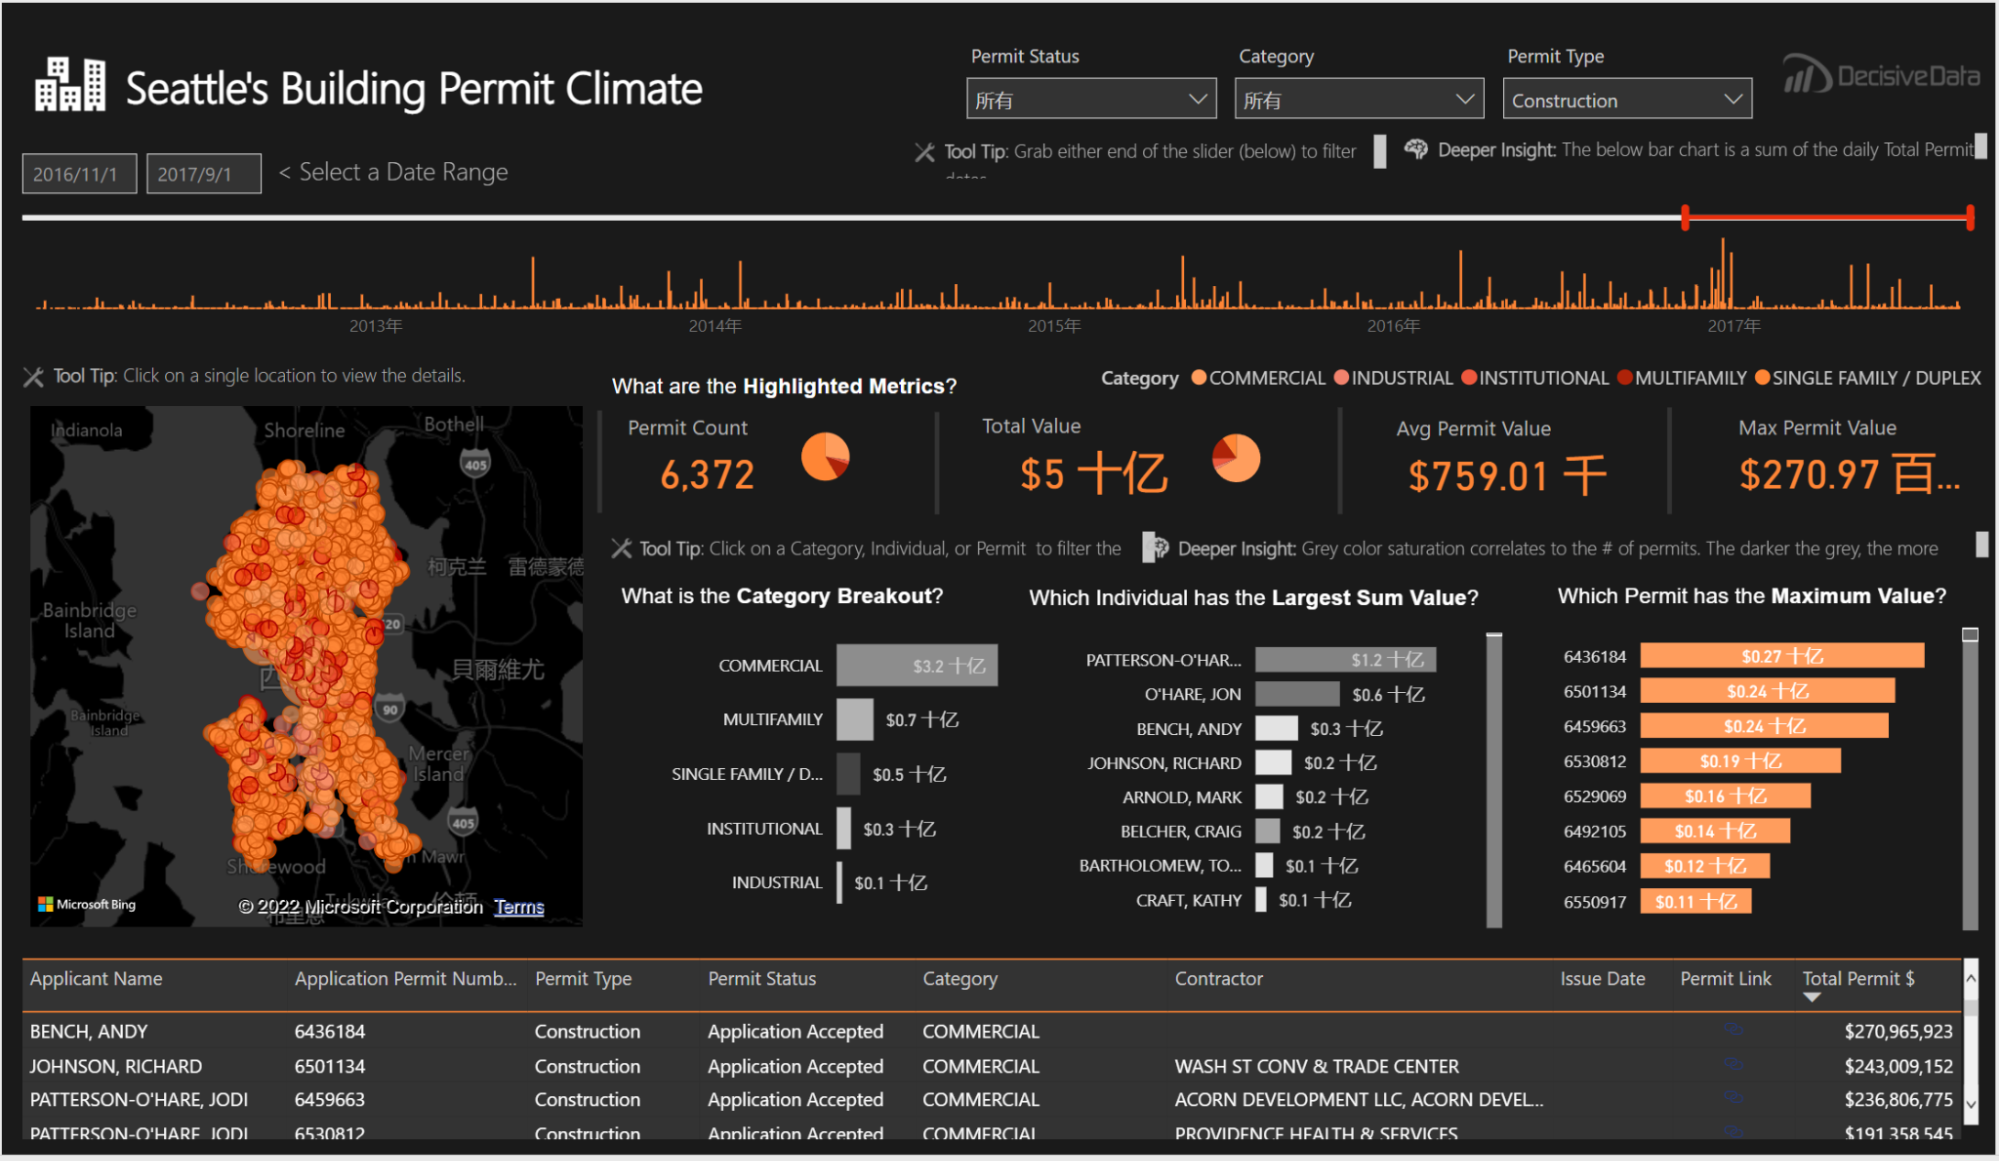 Seattle's Building Permit Climate
Permit Status
Category
Permit Type
所有
所有
Construction
DecisiveData
Tool Tip: Grab either end of the slider (below) to filter
Deeper Insight: The below bar chart is a sum of the daily Total Permit
2016/11/1
2017/9/1
< Select a Date Range
2013年
2014年
2015年
2016年
2017年
Tool Tip: Click on a single location to view the details.
What are the Highlighted Metrics?
Category COMMERCIAL INDUSTRIAL INSTITUTIONAL MULTIFAMILY SINGLE FAMILY / DUPLEX
Permit Count
6,372
Total Value
$5 十亿
Avg Permit Value
$759.01 千
Max Permit Value
$270.97 百...
Tool Tip: Click on a Category, Individual, or Permit to filter the
Deeper Insight: Grey color saturation correlates to the # of permits. The darker the grey, the more
Indianola
Shoreline
Bothell
405
柯克兰
雷德蒙德
Bainbridge
Island
20
貝爾維尤
西
Bainbridge
Island
90
Mercer
Island
405
Shorewood
n Mawr
Microsoft Bing
© 2022 Microsoft Corporation Terms
What is the Category Breakout?
COMMERCIAL $3.2 十亿
MULTIFAMILY $0.7 十亿
SINGLE FAMILY / D... $0.5 十亿
INSTITUTIONAL $0.3 十亿
INDUSTRIAL $0.1 十亿
Which Individual has the Largest Sum Value?
PATTERSON-O'HAR... $1.2 十亿
O'HARE, JON $0.6 十亿
BENCH, ANDY $0.3 十亿
JOHNSON, RICHARD $0.2 十亿
ARNOLD, MARK $0.2 十亿
BELCHER, CRAIG $0.2 十亿
BARTHOLOMEW, TO... $0.1 十亿
CRAFT, KATHY $0.1 十亿
Which Permit has the Maximum Value?
6436184 $0.27 十亿
6501134 $0.24 十亿
6459663 $0.24 十亿
6530812 $0.19 十亿
6529069 $0.16 十亿
6492105 $0.14 十亿
6465604 $0.12 十亿
6550917 $0.11 十亿
Applicant Name Application Permit Numb... Permit Type Permit Status Category Contractor Issue Date Permit Link Total Permit $
BENCH, ANDY 6436184 Construction Application Accepted COMMERCIAL $270,965,923
JOHNSON, RICHARD 6501134 Construction Application Accepted COMMERCIAL WASH ST CONV & TRADE CENTER $243,009,152
PATTERSON-O'HARE, JODI 6459663 Construction Application Accepted COMMERCIAL ACORN DEVELOPMENT LLC, ACORN DEVEL... $236,806,775
PATTERSON-O'HARE, JODI 6530812 Construction Application Accepted COMMERCIAL PROVIDENCE HEALTH & SERVICES $191,358,545